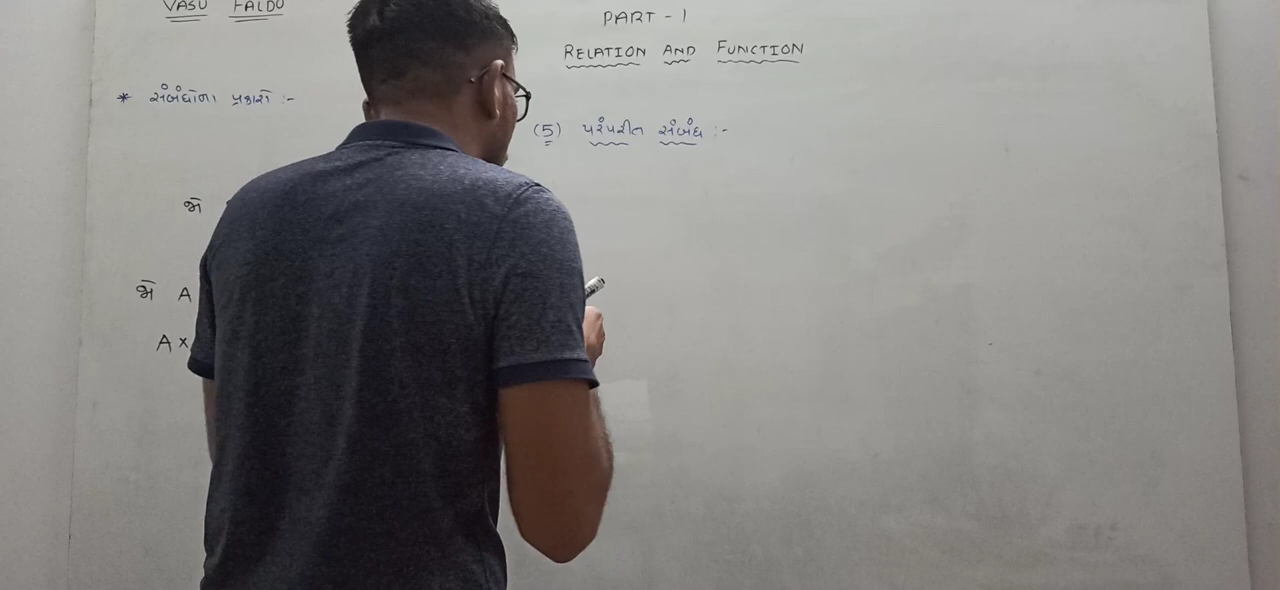 VASU FALDU
PART - 1
RELATION AND FUNCTION
* સંબંધોના પ્રકારો :-
(5) પરંપરીત સંબંધ :-
જો
જો A
A ×